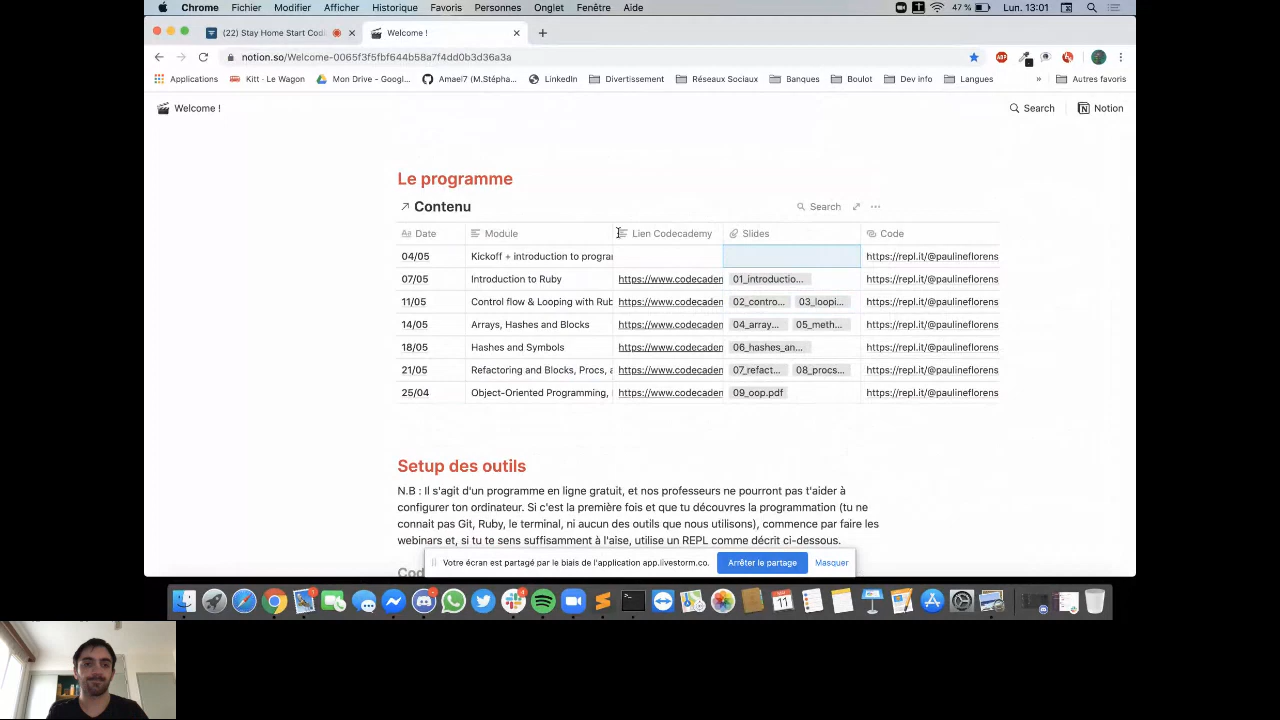 Chrome Fichier Modifier Afficher Historique Favoris Personnes Onglet Fenêtre Aide 47 % Lun. 13:01
(22) Stay Home Start Codi Welcome !
notion.so/Welcome-0065f3f5fbf644b58a7f4dd0b3d36a3a
Applications Kitt · Le Wagon Mon Drive - Googl... Amael7 (M.Stépha... LinkedIn Divertissement Réseaux Sociaux Banques Boulot Dev info Langues » Autres favoris
Welcome ! Search Notion
Le programme
Contenu Search
Date Module Lien Codecademy Slides Code
04/05 Kickoff + introduction to prograr https://repl.it/@paulineflorens
07/05 Introduction to Ruby https://www.codecaden 01_introductio... https://repl.it/@paulineflorens
11/05 Control flow & Looping with Rub https://www.codecaden 02_contro... 03_loopi... https://repl.it/@paulineflorens
14/05 Arrays, Hashes and Blocks https://www.codecaden 04_array... 05_meth... https://repl.it/@paulineflorens
18/05 Hashes and Symbols https://www.codecaden 06_hashes_an... https://repl.it/@paulineflorens
21/05 Refactoring and Blocks, Procs, a https://www.codecaden 07_refact... 08_procs... https://repl.it/@paulineflorens
25/04 Object-Oriented Programming, https://www.codecaden 09_oop.pdf https://repl.it/@paulineflorens
Setup des outils
N.B : Il s'agit d'un programme en ligne gratuit, et nos professeurs ne pourront pas t'aider à
configurer ton ordinateur. Si c'est la première fois et que tu découvres la programmation (tu ne
connait pas Git, Ruby, le terminal, ni aucun des outils que nous utilisons), commence par faire les
webinars et, si tu te sens suffisamment à l'aise, utilise un REPL comme décrit ci-dessous.
Votre écran est partagé par le biais de l'application app.livestorm.co. Arrêter le partage Masquer
Cod